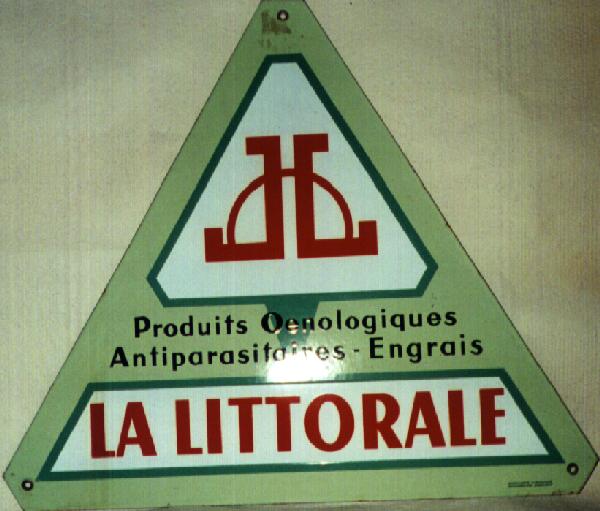 Produits Oenologiques
Antiparasitaires - Engrais
LA LITTORALE